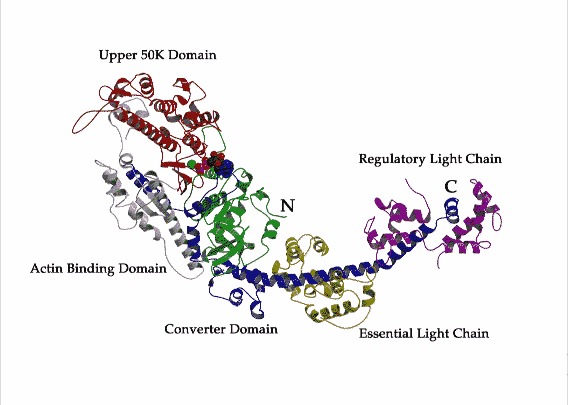 Upper 50K Domain
Regulatory Light Chain
C
N
Actin Binding Domain
Converter Domain
Essential Light Chain